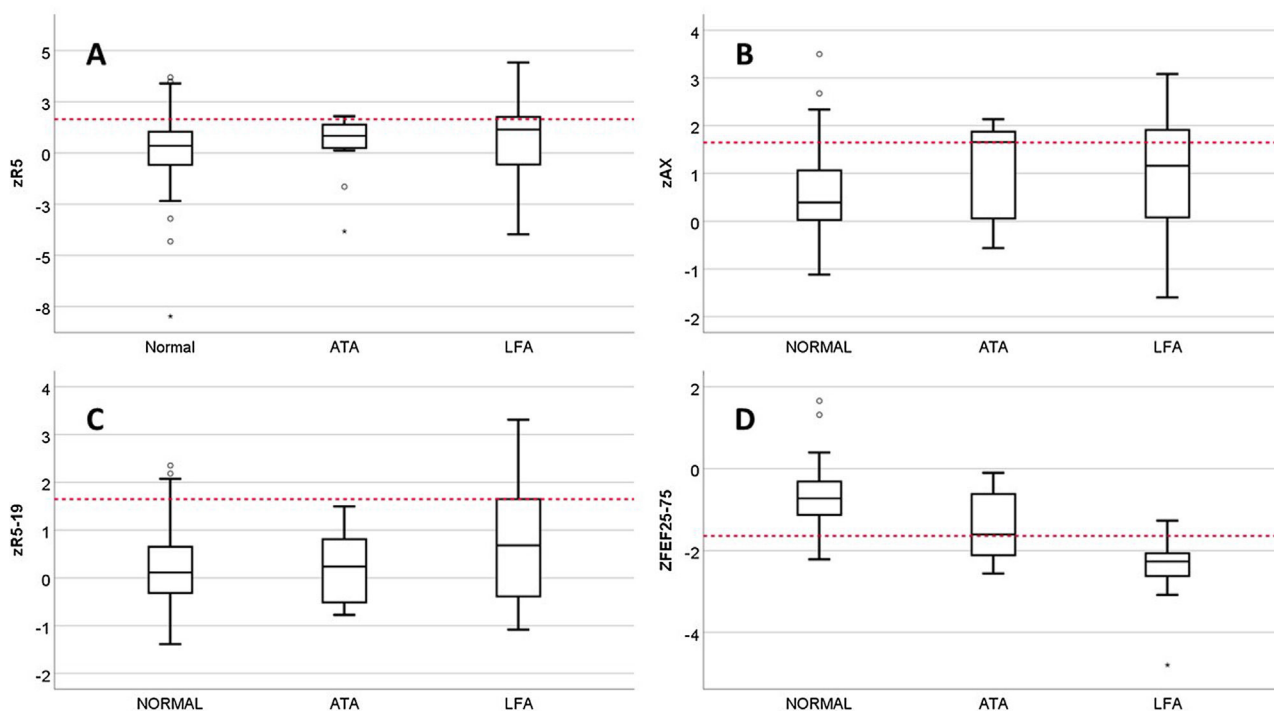 A
5
3
0
-3
-5
-8
zR5
Normal ATA LFA
B
4
3
2
1
0
-1
-2
zAX
NORMAL ATA LFA
C
4
3
2
1
0
-1
-2
zR5-19
NORMAL ATA LFA
D
2
0
-2
-4
ZFEF25-75
NORMAL ATA LFA